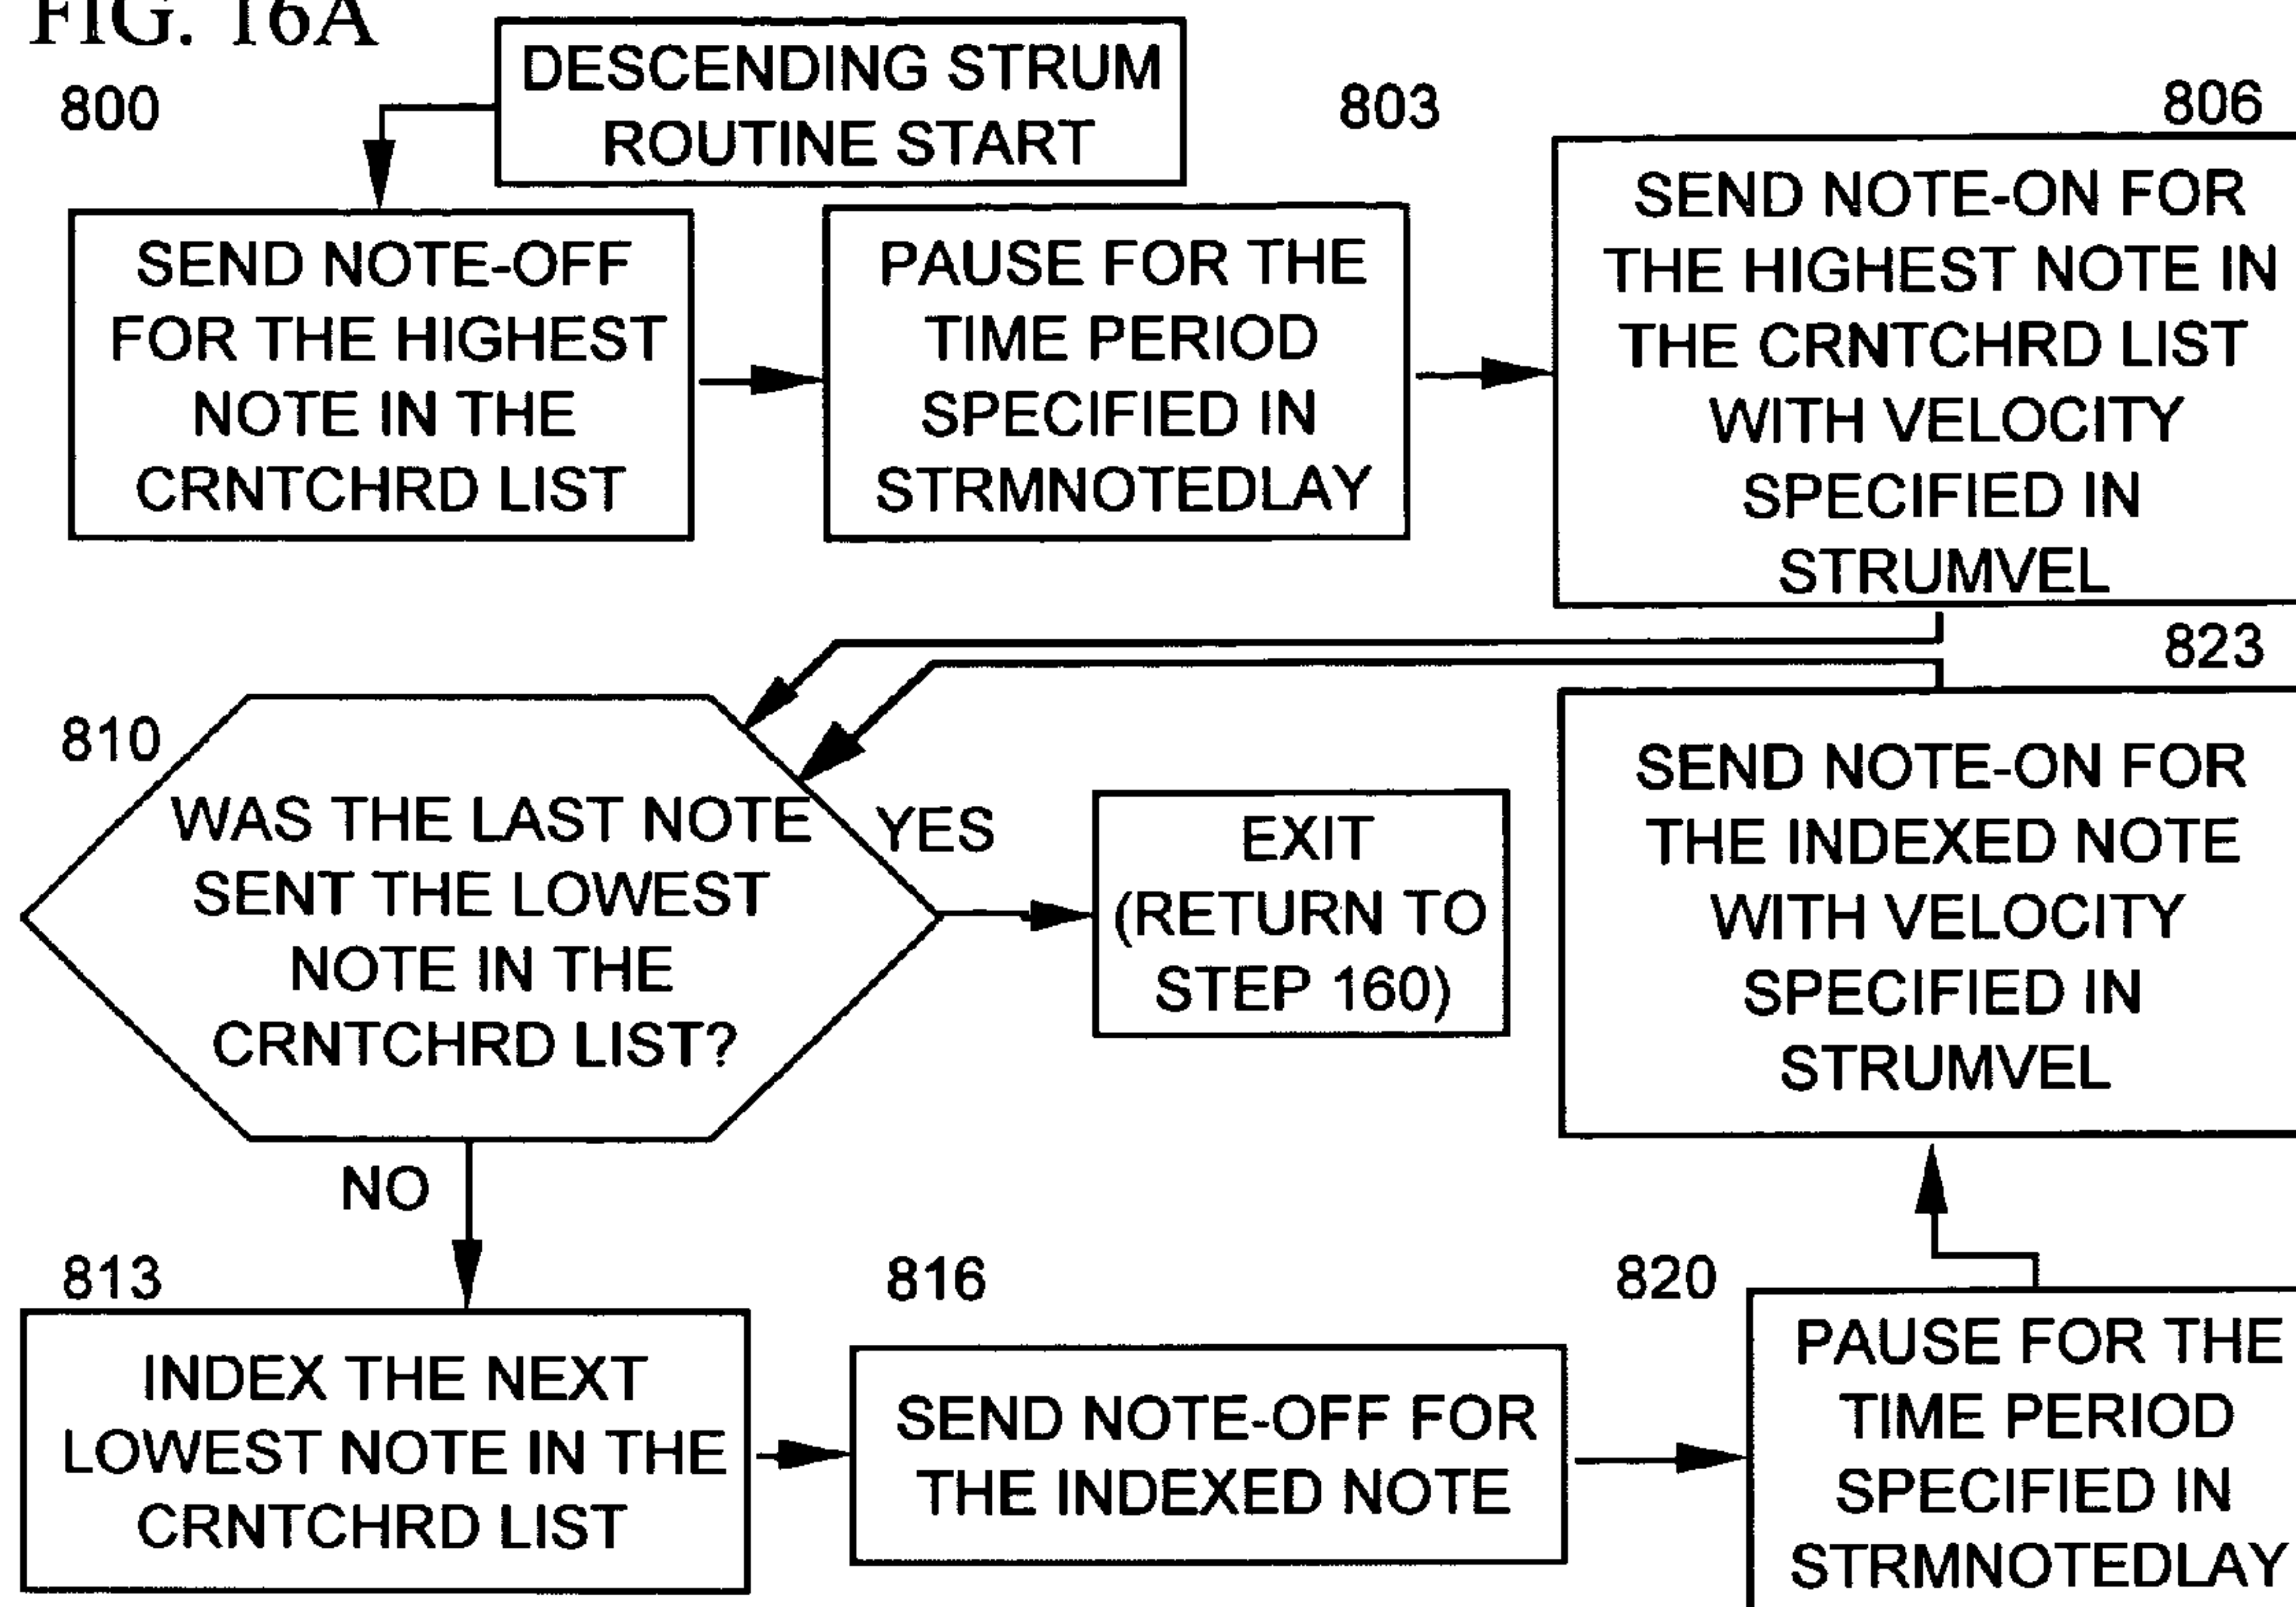 FIG. 16A
DESCENDING STRUM
ROUTINE START
800
SEND NOTE-OFF
FOR THE HIGHEST
NOTE IN THE
CRNTCHRD LIST
803
PAUSE FOR THE
TIME PERIOD
SPECIFIED IN
STRMNOTEDLAY
806
SEND NOTE-ON FOR
THE HIGHEST NOTE IN
THE CRNTCHRD LIST
WITH VELOCITY
SPECIFIED IN
STRUMVEL
810
WAS THE LAST NOTE
SENT THE LOWEST
NOTE IN THE
CRNTCHRD LIST?
YES
EXIT
(RETURN TO
STEP 160)
NO
813
INDEX THE NEXT
LOWEST NOTE IN THE
CRNTCHRD LIST
816
SEND NOTE-OFF FOR
THE INDEXED NOTE
820
PAUSE FOR THE
TIME PERIOD
SPECIFIED IN
STRMNOTEDLAY
823
SEND NOTE-ON FOR
THE INDEXED NOTE
WITH VELOCITY
SPECIFIED IN
STRUMVEL